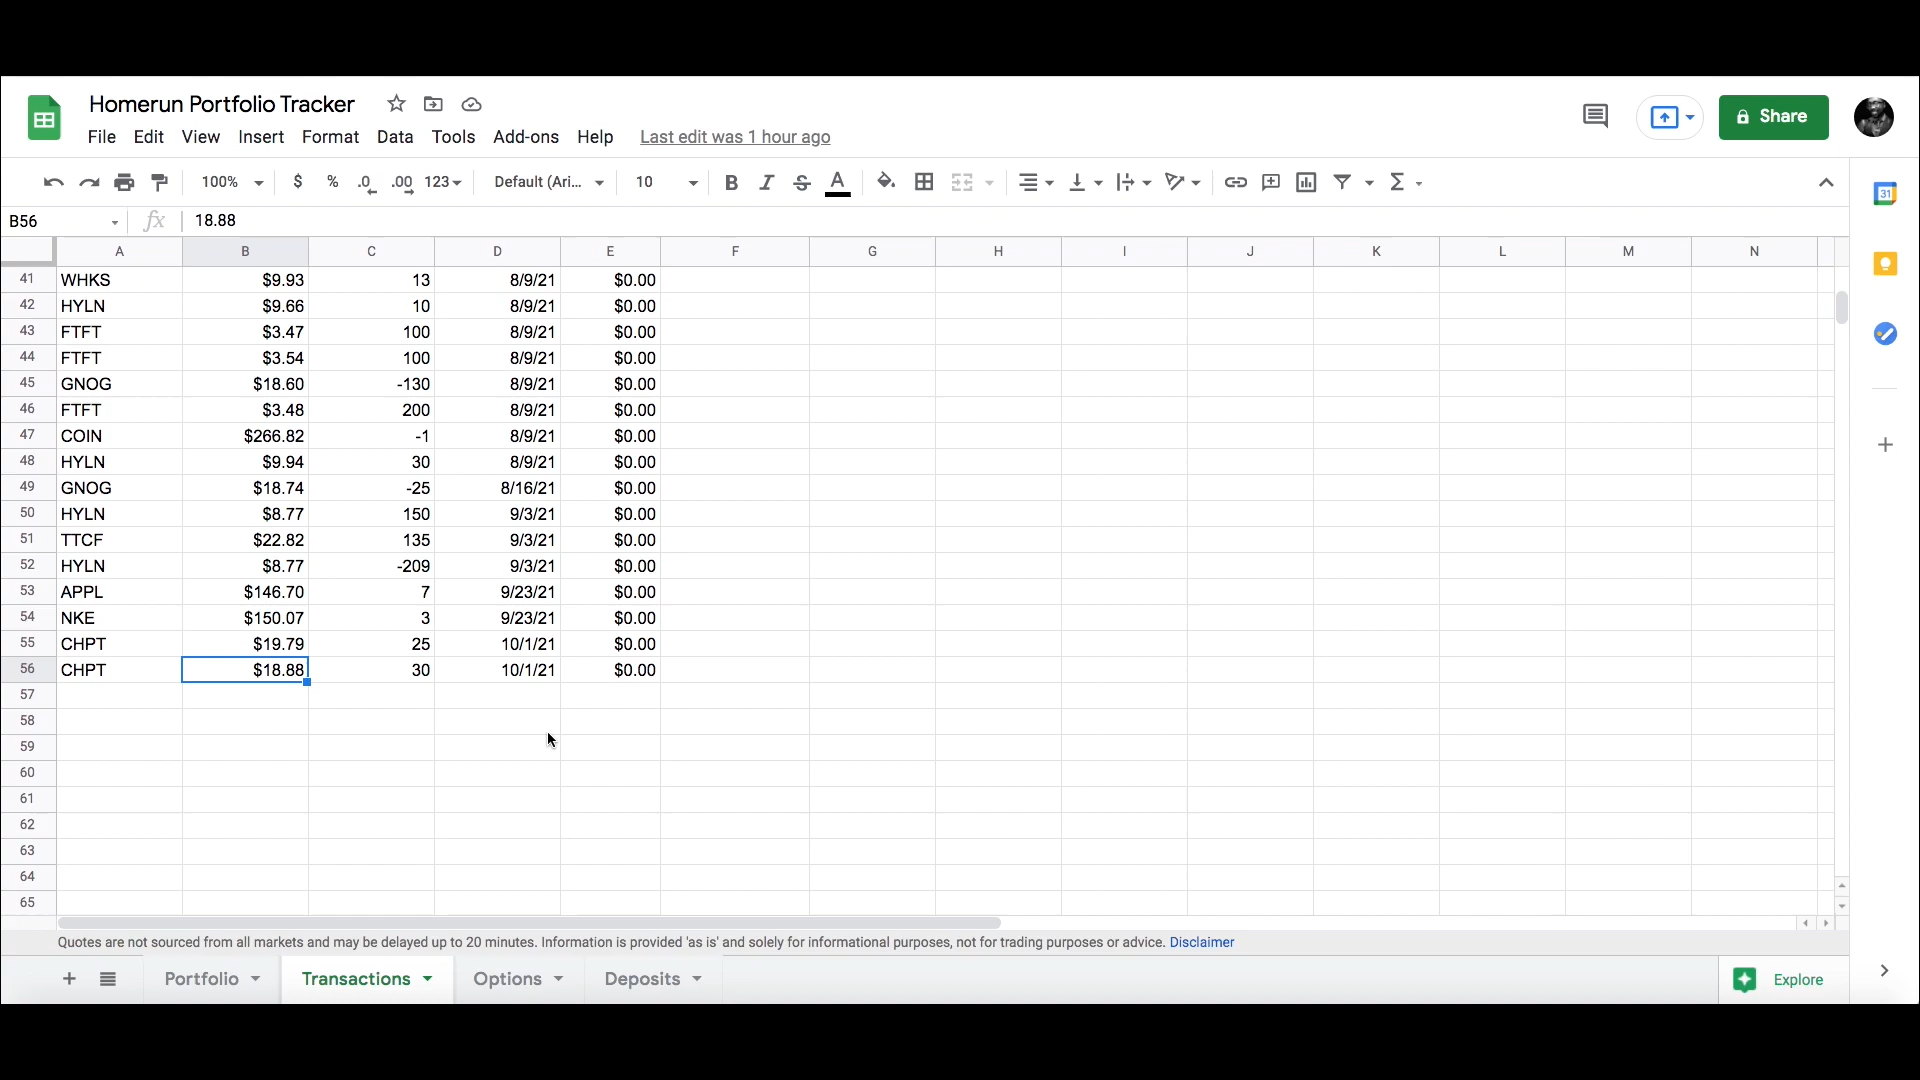 Homerun Portfolio Tracker
File Edit View Insert Format Data Tools Add-ons Help Last edit was 1 hour ago
Share
100% $ % .0 .00 123 Default (Ari... 10 B I S A Σ
31
B56 fx 18.88
A B C D E F G H I J K L M N
41 WHKS $9.93 13 8/9/21 $0.00
42 HYLN $9.66 10 8/9/21 $0.00
43 FTFT $3.47 100 8/9/21 $0.00
44 FTFT $3.54 100 8/9/21 $0.00
45 GNOG $18.60 -130 8/9/21 $0.00
46 FTFT $3.48 200 8/9/21 $0.00
47 COIN $266.82 -1 8/9/21 $0.00
48 HYLN $9.94 30 8/9/21 $0.00
49 GNOG $18.74 -25 8/16/21 $0.00
50 HYLN $8.77 150 9/3/21 $0.00
51 TTCF $22.82 135 9/3/21 $0.00
52 HYLN $8.77 -209 9/3/21 $0.00
53 APPL $146.70 7 9/23/21 $0.00
54 NKE $150.07 3 9/23/21 $0.00
55 CHPT $19.79 25 10/1/21 $0.00
56 CHPT $18.88 30 10/1/21 $0.00
57
58
59
60
61
62
63
64
65
Quotes are not sourced from all markets and may be delayed up to 20 minutes. Information is provided 'as is' and solely for informational purposes, not for trading purposes or advice. Disclaimer
Portfolio Transactions Options Deposits Explore